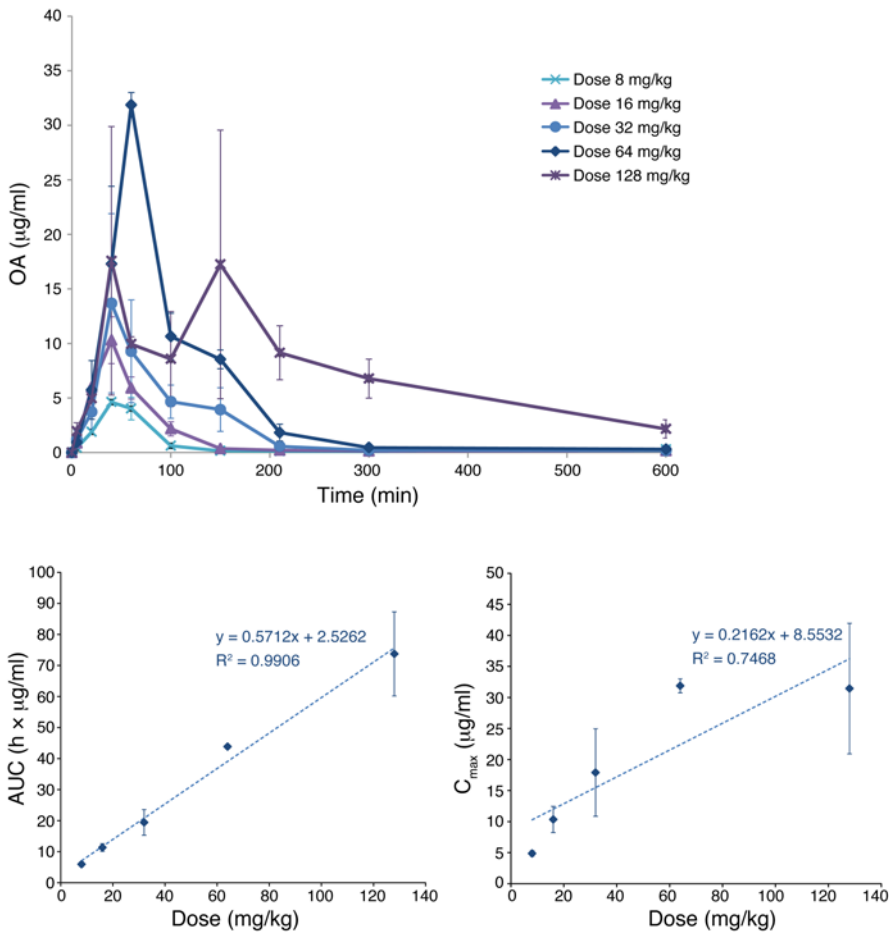 40
35
30
25
20
15
10
5
0
OA (μg/ml)
0 100 200 300 400 500 600
Time (min)
Dose 8 mg/kg
Dose 16 mg/kg
Dose 32 mg/kg
Dose 64 mg/kg
Dose 128 mg/kg
100
90
80
70
60
50
40
30
20
10
0
AUC (h × μg/ml)
y = 0.5712x + 2.5262
R² = 0.9906
0 20 40 60 80 100 120 140
Dose (mg/kg)
50
45
40
35
30
25
20
15
10
5
0
Cmax (μg/ml)
y = 0.2162x + 8.5532
R² = 0.7468
0 20 40 60 80 100 120 140
Dose (mg/kg)